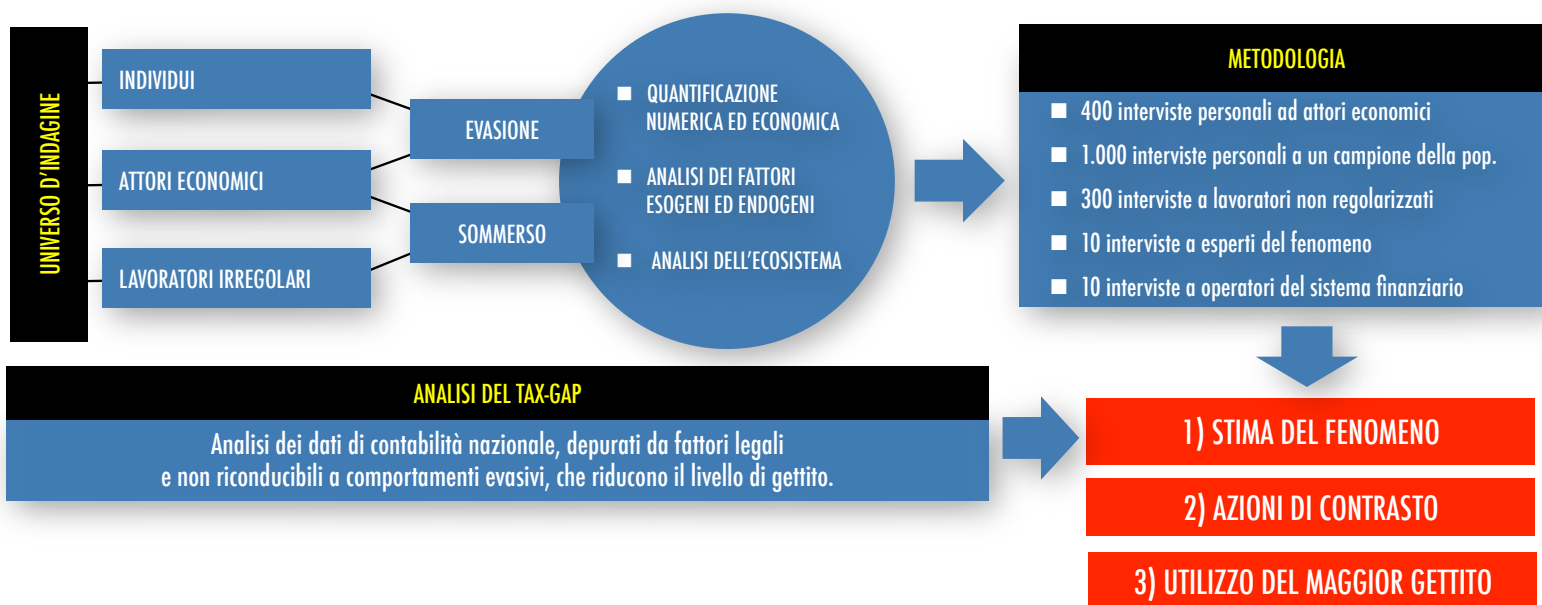 UNIVERSO D'INDAGINE
INDIVIDUI
ATTORI ECONOMICI
LAVORATORI IRREGOLARI
EVASIONE
SOMMERSO
QUANTIFICAZIONE
NUMERICA ED ECONOMICA
ANALISI DEI FATTORI
ESOGENI ED ENDOGENI
ANALISI DELL'ECOSISTEMA
METODOLOGIA
400 interviste personali ad attori economici
1.000 interviste personali a un campione della pop.
300 interviste a lavoratori non regolarizzati
10 interviste a esperti del fenomeno
10 interviste a operatori del sistema finanziario
ANALISI DEL TAX-GAP
Analisi dei dati di contabilità nazionale, depurati da fattori legali
e non riconducibili a comportamenti evasivi, che riducono il livello di gettito.
1) STIMA DEL FENOMENO
2) AZIONI DI CONTRASTO
3) UTILIZZO DEL MAGGIOR GETTITO